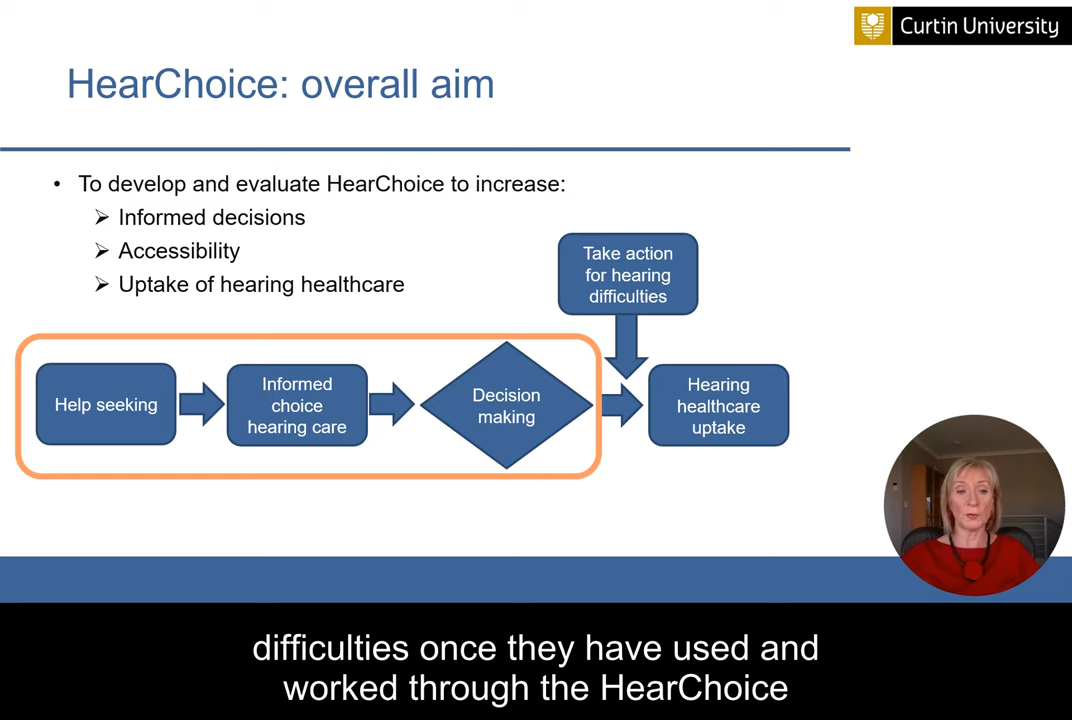 Curtin University
HearChoice: overall aim
• To develop and evaluate HearChoice to increase:
➢ Informed decisions
➢ Accessibility
➢ Uptake of hearing healthcare
Take action
for hearing
difficulties
Help seeking
Informed
choice
hearing care
Decision
making
Hearing
healthcare
uptake
difficulties once they have used and
worked through the HearChoice